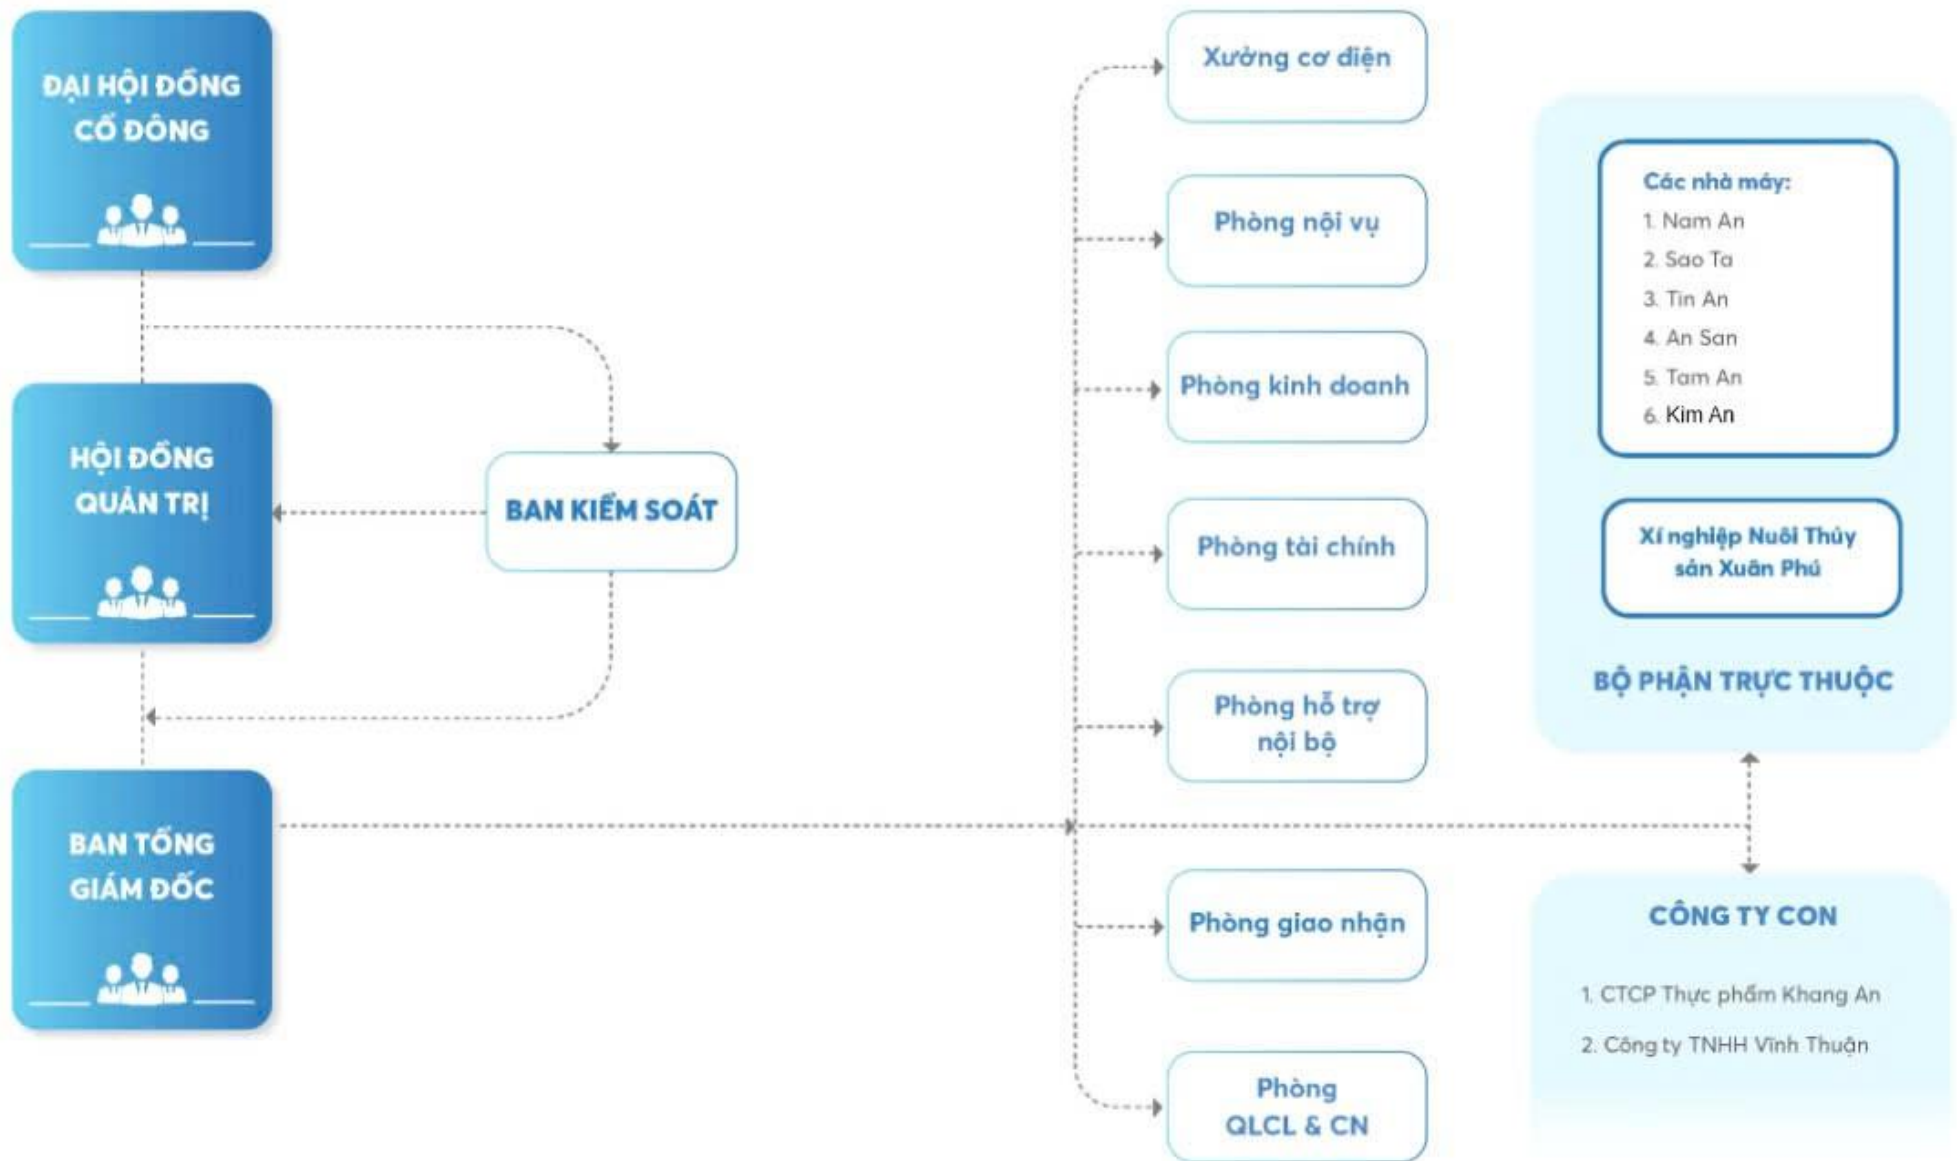 ĐẠI HỘI ĐỒNG
CỔ ĐÔNG
HỘI ĐỒNG
QUẢN TRỊ
BAN KIỂM SOÁT
BAN TỔNG
GIÁM ĐỐC
Xưởng cơ điện
Phòng nội vụ
Phòng kinh doanh
Phòng tài chính
Phòng hỗ trợ
nội bộ
Phòng giao nhận
Phòng
QLCL & CN
Các nhà máy:
1. Nam An
2. Sao Ta
3. Tin An
4. An San
5. Tam An
6. Kim An
Xí nghiệp Nuôi Thủy
sản Xuân Phú
BỘ PHẬN TRỰC THUỘC
CÔNG TY CON
1. CTCP Thực phẩm Khang An
2. Công ty TNHH Vĩnh Thuận